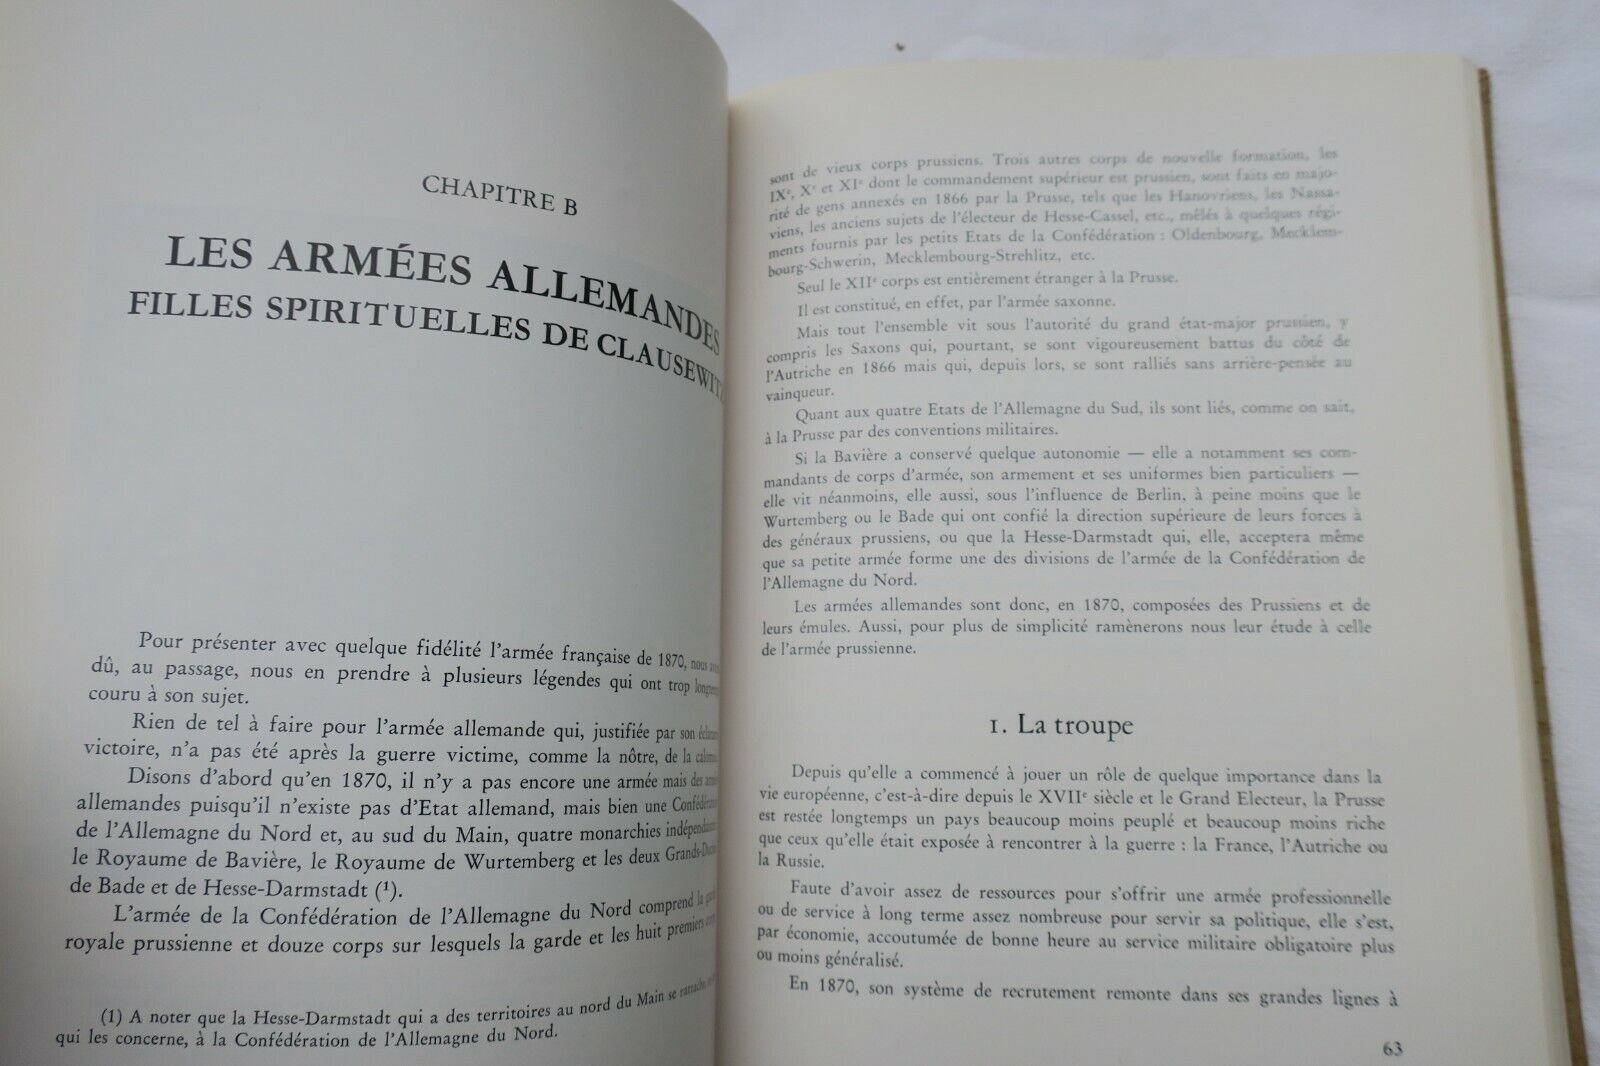 CHAPITRE B
LES ARMÉES ALLEMANDES
FILLES SPIRITUELLES DE
Pour présenter avec quelque fidélité l'armée française de 1870, nous
dû, au passage, nous en prendre à plusieurs légendes qui ont trop
couru à son sujet.
Rien de tel à faire pour l'armée allemande qui, justifiée par son
victoire, n'a pas été après la guerre victime, comme la nôtre, de la
Disons d'abord qu'en 1870, il n'y a pas encore une armée mais des
allemandes puisqu'il n'existe pas d'Etat allemand, mais bien une
de l'Allemagne du Nord et, au sud du Main, quatre monarchies
le Royaume de Bavière, le Royaume de Wurtemberg et les deux
de Bade et de Hesse-Darmstadt (¹).
L'armée de la Confédération de l'Allemagne du Nord comprend la
royale prussienne et douze corps sur lesquels la garde et les huit premiers
(1) A noter que la Hesse-Darmstadt qui a des territoires au nord du Main se
qui les concerne, à la Confédération de l'Allemagne du Nord.
sont de vieux corps prussiens. Trois autres corps de nouvelle formation, les
IXᵉ, Xᵉ et XIᵉ dont le commandement supérieur est prussien, sont faits en majo-
rité de gens annexés en 1866 par la Prusse, tels que les Hanovriens, les Nassa-
viens, les anciens sujets de l'électeur de Hesse-Cassel, etc., mêlés à quelques régi-
ments fournis par les petits Etats de la Confédération : Oldenbourg, Mecklem-
bourg-Schwerin, Mecklembourg-Strehlitz, etc.
Seul le XIIᵉ corps est entièrement étranger à la Prusse.
Il est constitué, en effet, par l'armée saxonne.
Mais tout l'ensemble vit sous l'autorité du grand état-major prussien, y
compris les Saxons qui, pourtant, se sont vigoureusement battus du côté de
l'Autriche en 1866 mais qui, depuis lors, se sont ralliés sans arrière-pensée au
vainqueur.
Quant aux quatre Etats de l'Allemagne du Sud, ils sont liés, comme on sait,
à la Prusse par des conventions militaires.
Si la Bavière a conservé quelque autonomie — elle a notamment ses com-
mandants de corps d'armée, son armement et ses uniformes bien particuliers —
elle vit néanmoins, elle aussi, sous l'influence de Berlin, à peine moins que le
Wurtemberg ou le Bade qui ont confié la direction supérieure de leurs forces à
des généraux prussiens, ou que la Hesse-Darmstadt qui, elle, acceptera même
que sa petite armée forme une des divisions de l'armée de la Confédération de
l'Allemagne du Nord.
Les armées allemandes sont donc, en 1870, composées des Prussiens et de
leurs émules. Aussi, pour plus de simplicité ramènerons nous leur étude à celle
de l'armée prussienne.
1. La troupe
Depuis qu'elle a commencé à jouer un rôle de quelque importance dans la
vie européenne, c'est-à-dire depuis le XVIIᵉ siècle et le Grand Electeur, la Prusse
est restée longtemps un pays beaucoup moins peuplé et beaucoup moins riche
que ceux qu'elle était exposée à rencontrer à la guerre : la France, l'Autriche ou
la Russie.
Faute d'avoir assez de ressources pour s'offrir une armée professionnelle
ou de service à long terme assez nombreuse pour servir sa politique, elle s'est,
par économie, accoutumée de bonne heure au service militaire obligatoire plus
ou moins généralisé.
En 1870, son système de recrutement remonte dans ses grandes lignes à
63